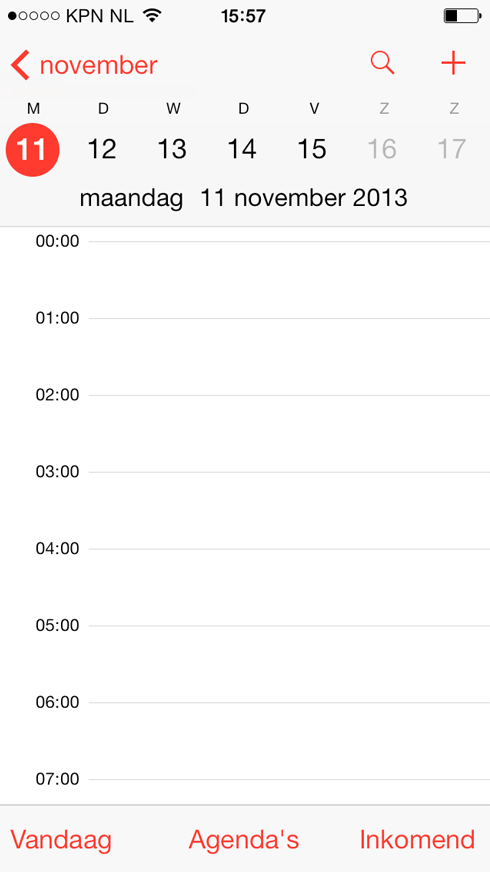 KPN NL 15:57
november
M D W D V Z Z
11 12 13 14 15 16 17
maandag 11 november 2013
00:00
01:00
02:00
03:00
04:00
05:00
06:00
07:00
Vandaag Agenda's Inkomend